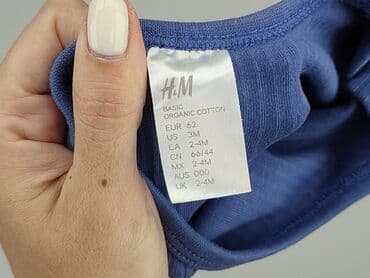 H&M
BASIC
ORGANIC COTTON
EUR 62
US 3M
CA 2-4M
CN 66/44
MX 2-4M
AUS 000
UK 2-4M